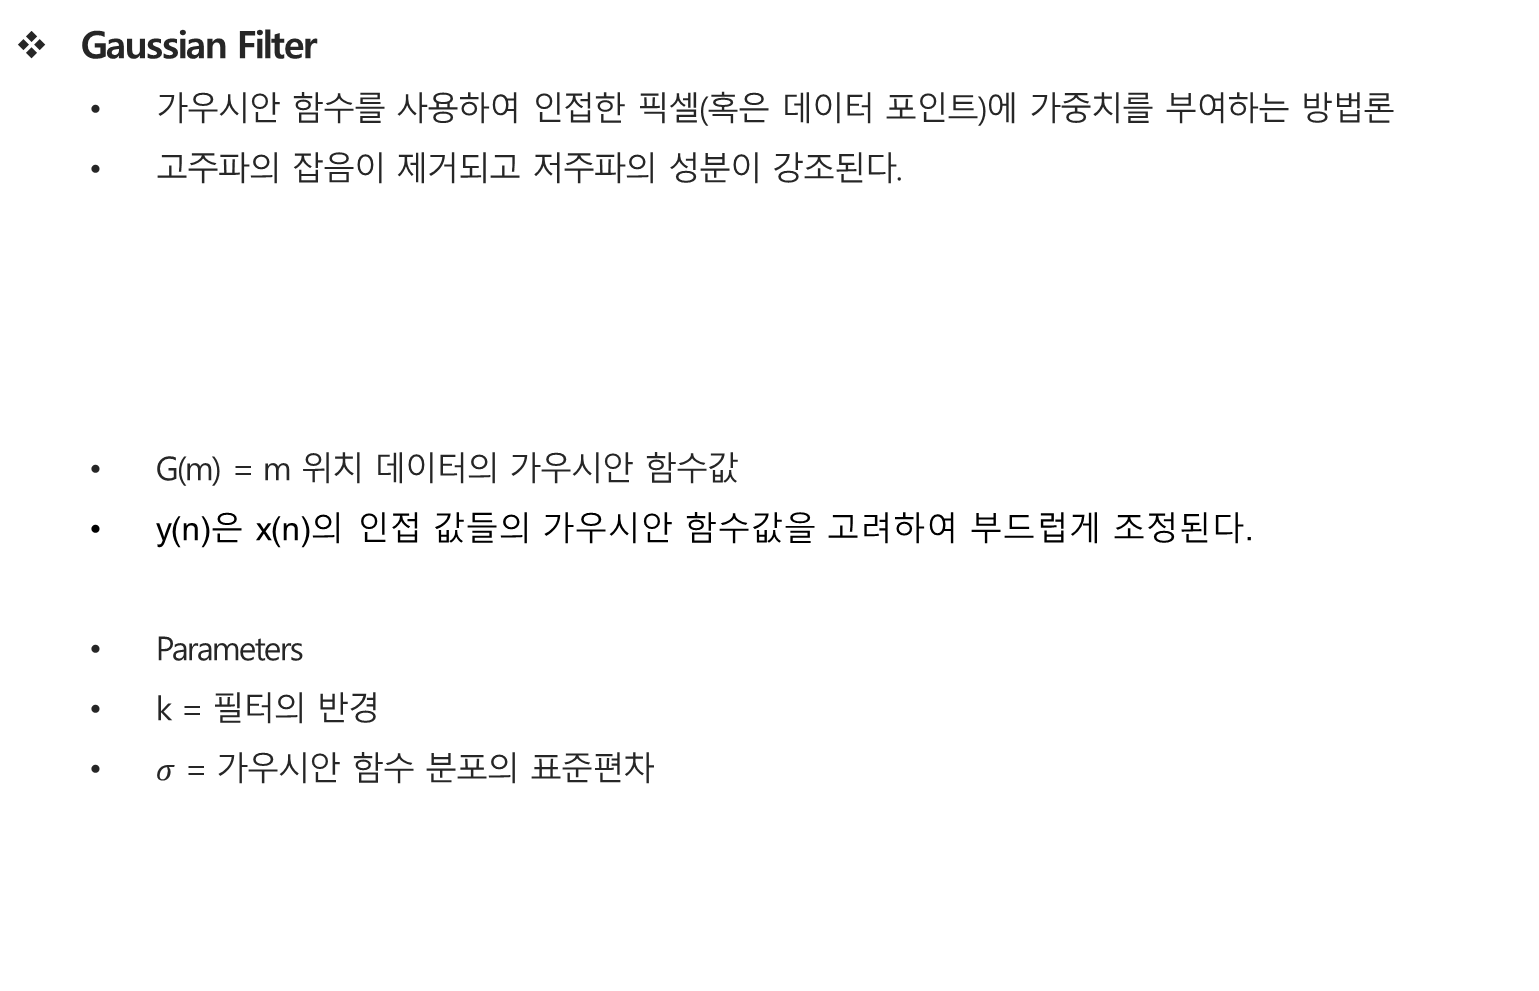 ❖ Gaussian Filter
• 가우시안 함수를 사용하여 인접한 픽셀(혹은 데이터 포인트)에 가중치를 부여하는 방법론
• 고주파의 잡음이 제거되고 저주파의 성분이 강조된다.
• G(m) = m 위치 데이터의 가우시안 함수값
• y(n)은 x(n)의 인접 값들의 가우시안 함수값을 고려하여 부드럽게 조정된다.
• Parameters
• k = 필터의 반경
• σ = 가우시안 함수 분포의 표준편차